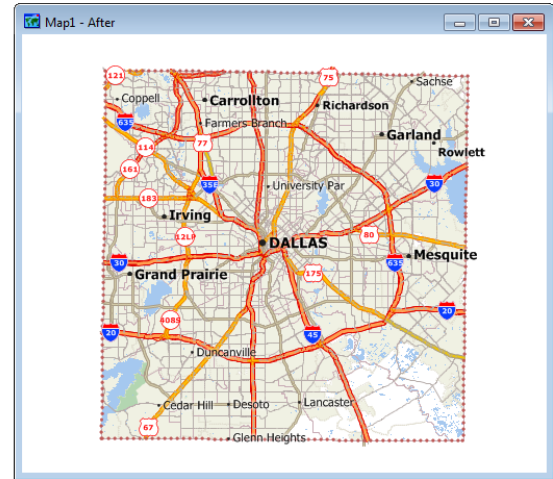 Map1 - After
121
75
Sachse
Coppell
Carrollton
Richardson
635
Farmers Branch
Garland
114
77
Rowlett
161
35E
30
183
University Par
Irving
12LP
80
DALLAS
Mesquite
30
635
Grand Prairie
175
20
408S
20
45
Duncanville
Cedar Hill
Desoto
Lancaster
67
Glenn Heights